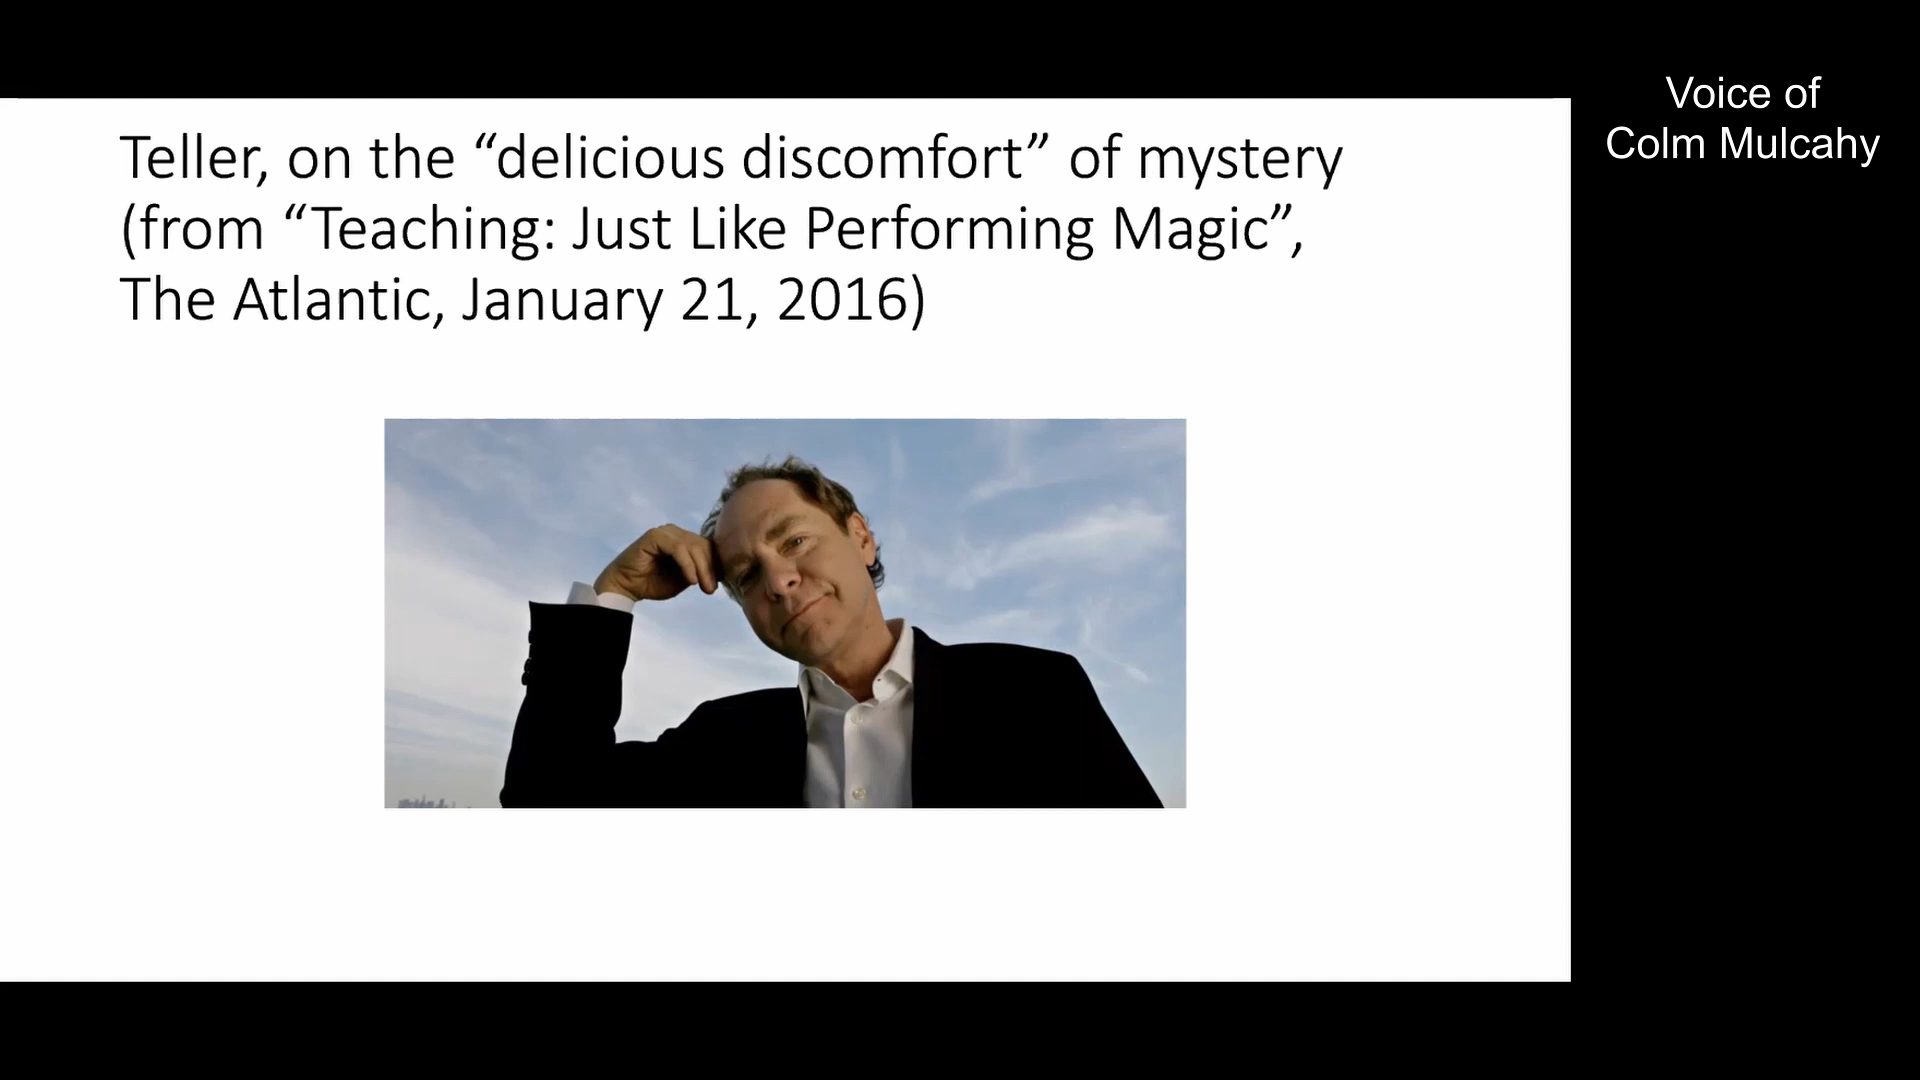 Teller, on the “delicious discomfort” of mystery
(from “Teaching: Just Like Performing Magic”,
The Atlantic, January 21, 2016)
Voice of
Colm Mulcahy